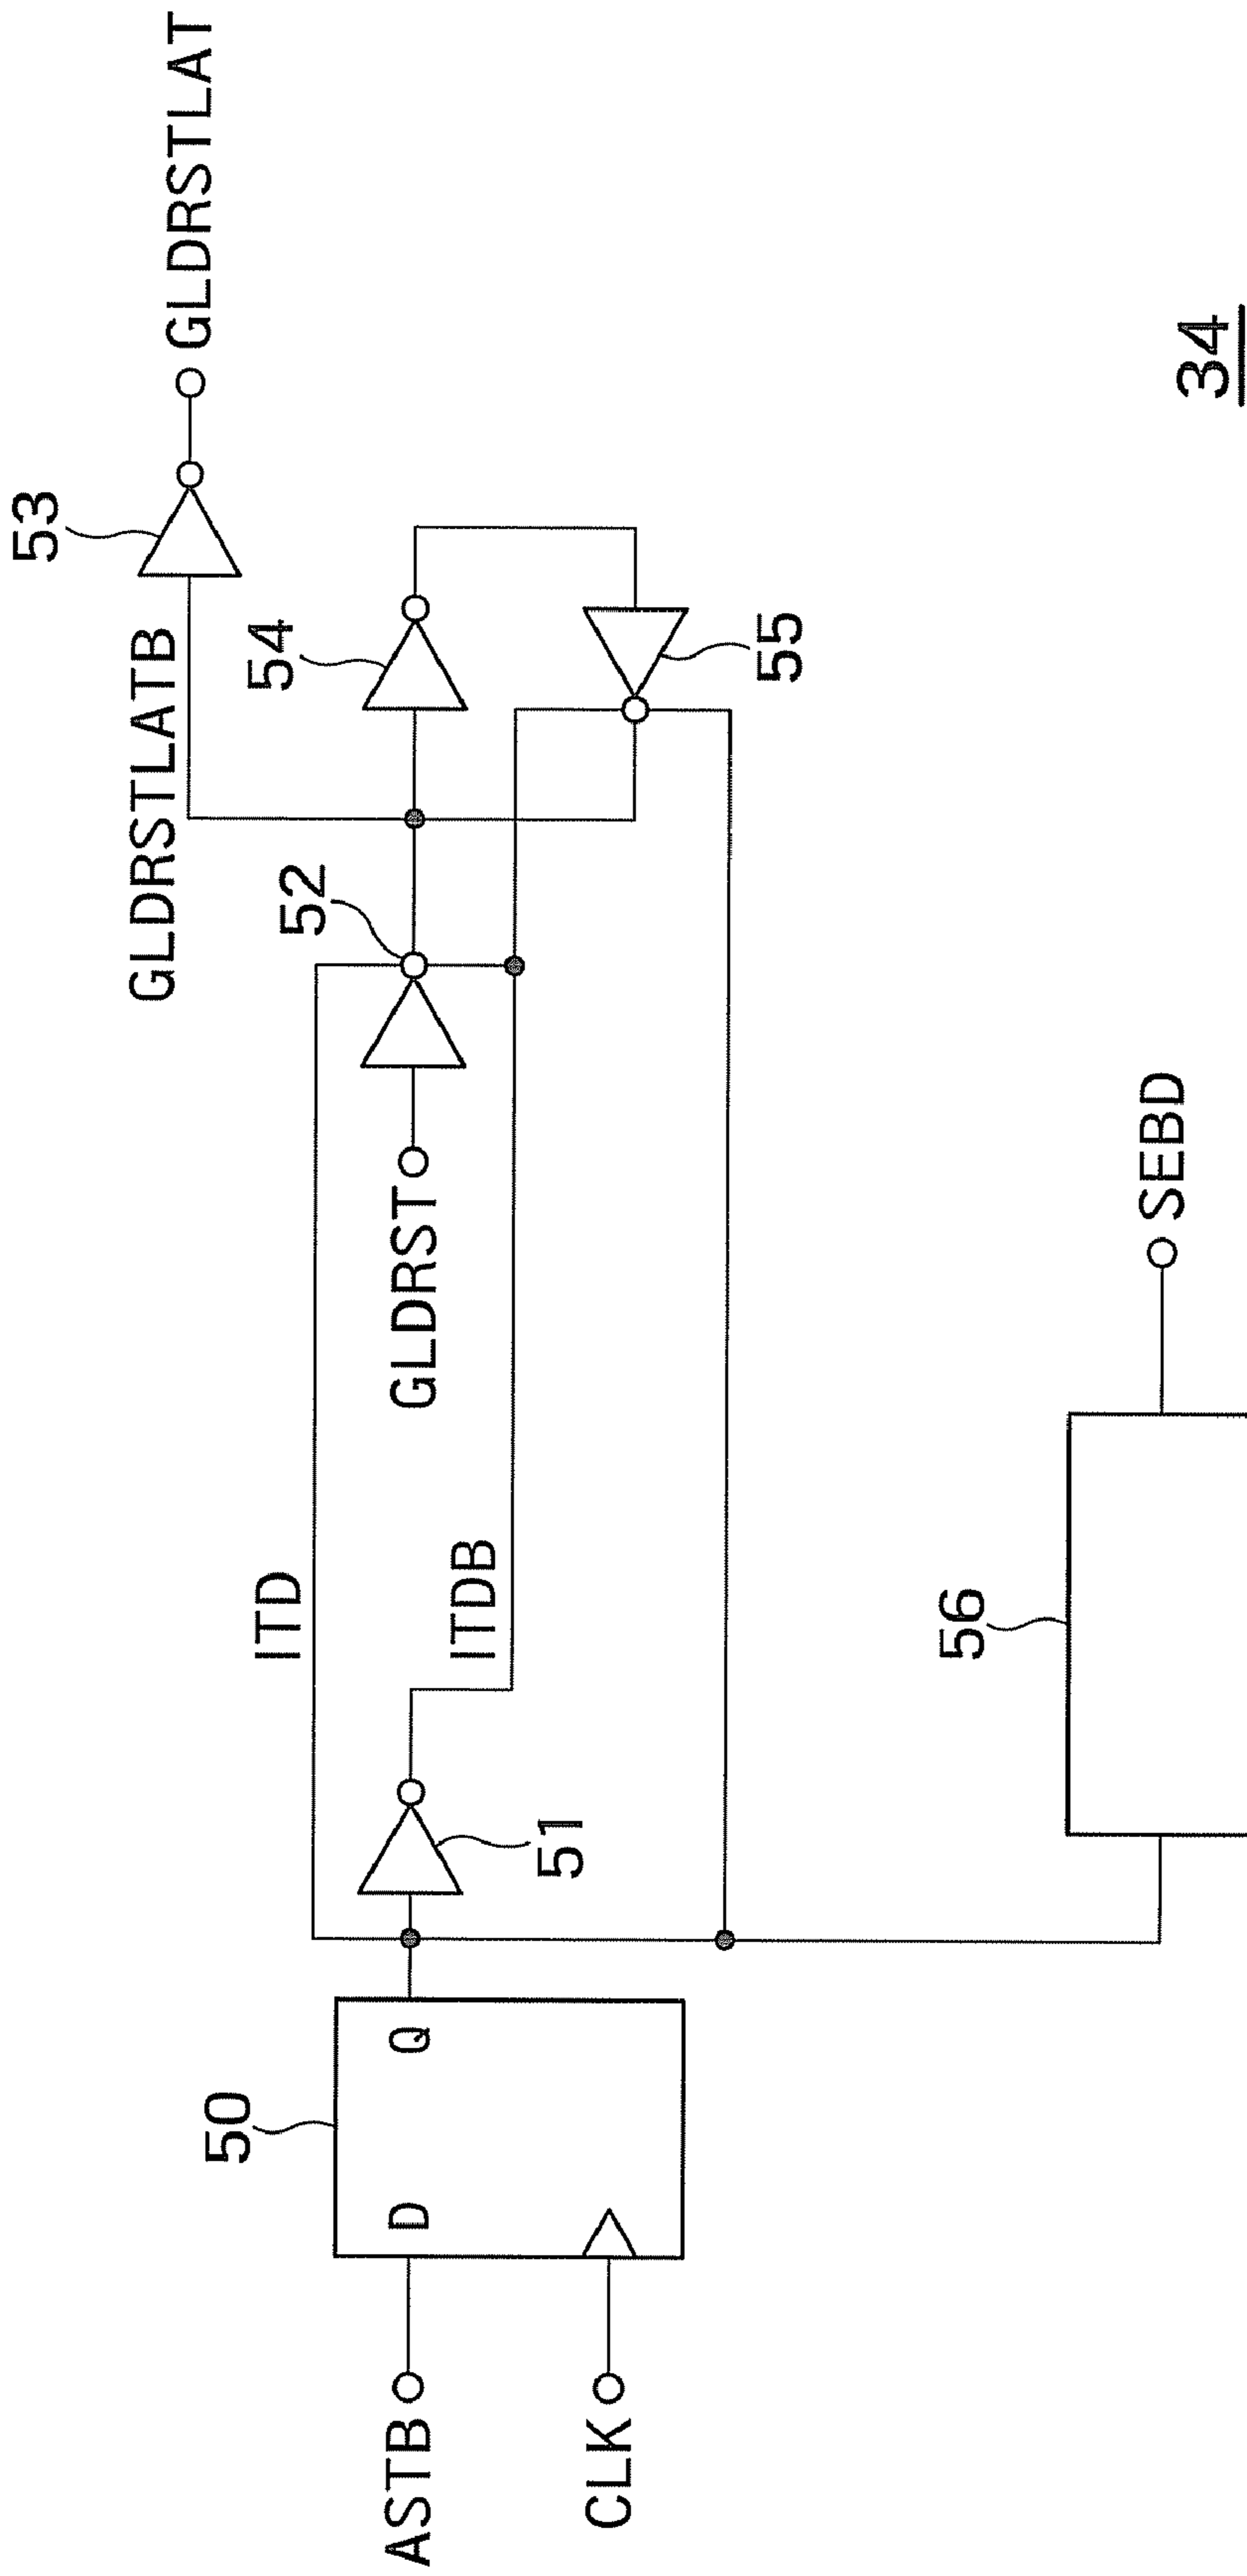 53
GLDRSTLAT
GLDRSTLATB
54
52
ITD
GLDRST
ITDB
51
55
50
D
Q
ASTB
CLK
56
SEBD
34